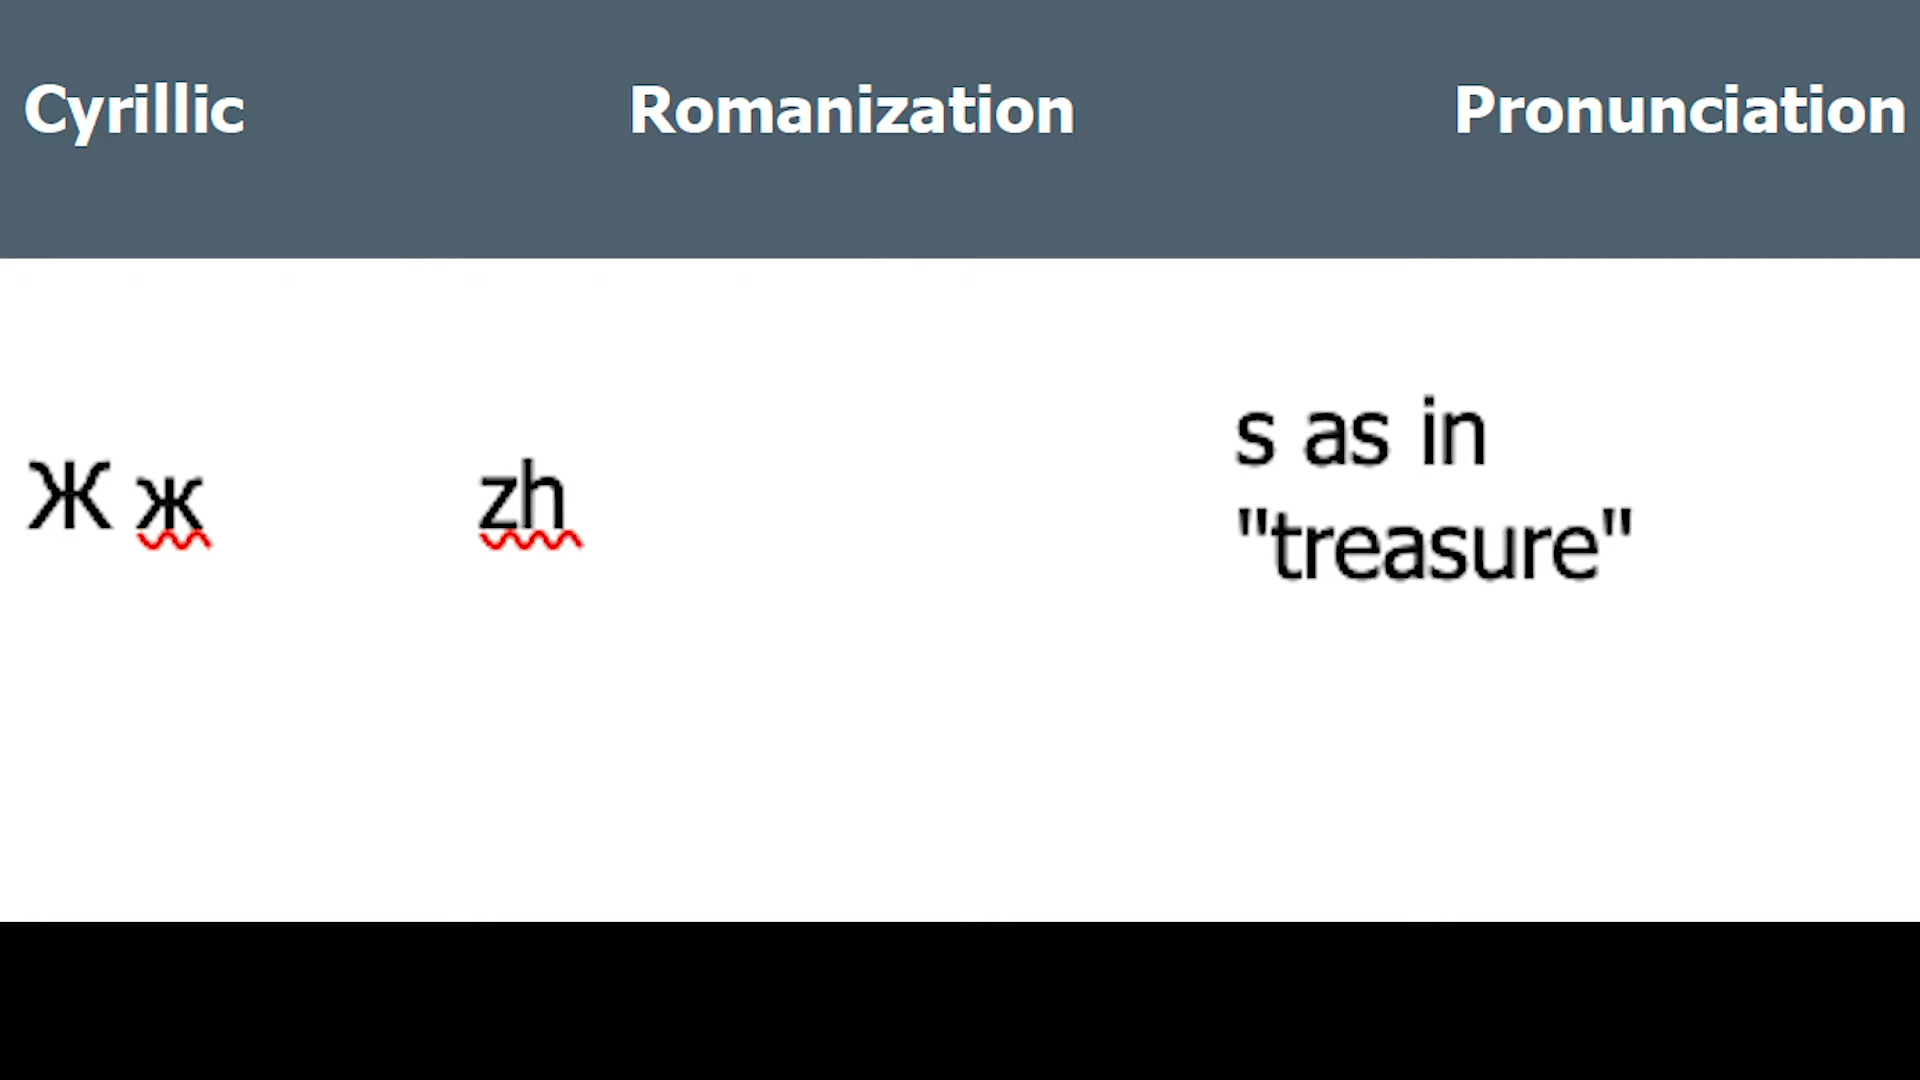 Cyrillic Romanization Pronunciation
Ж ж zh s as in
"treasure"